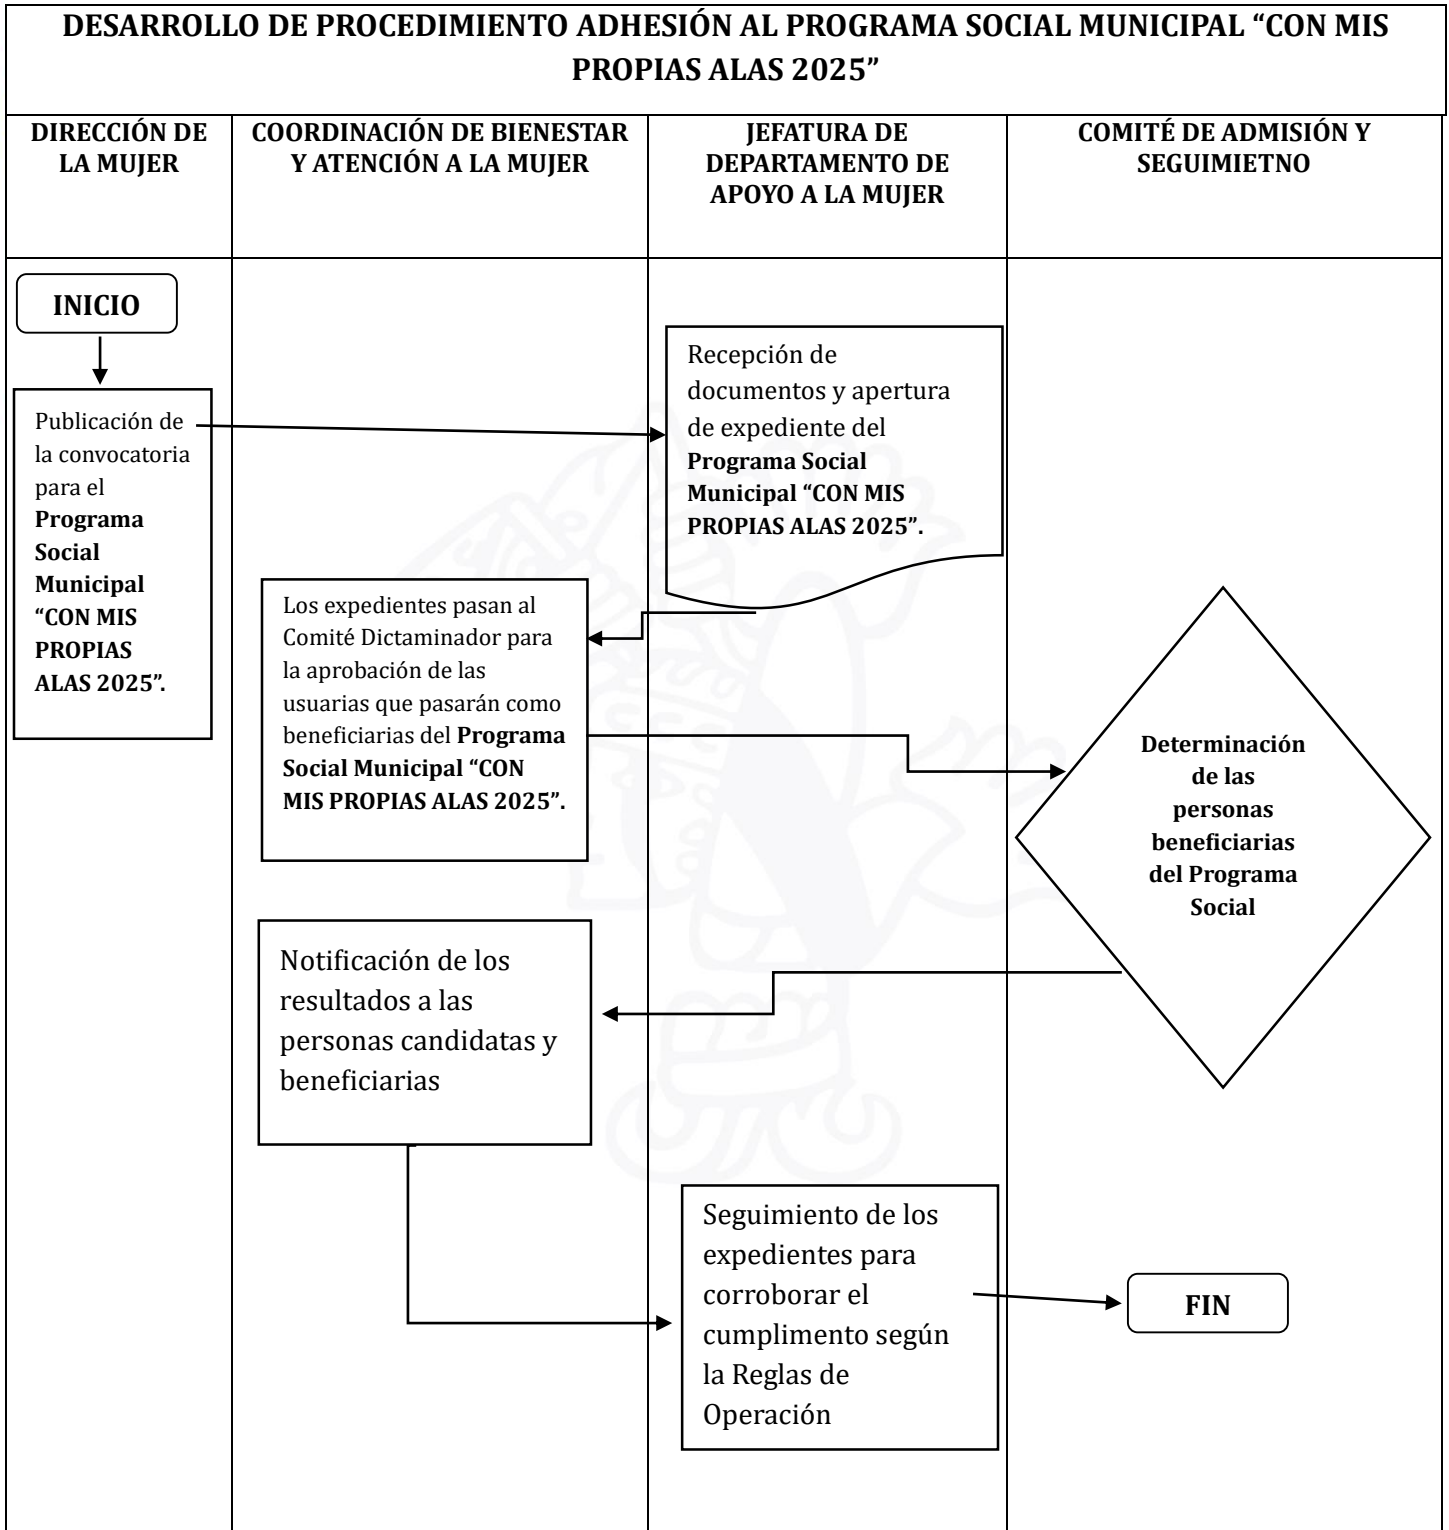 DESARROLLO DE PROCEDIMIENTO ADHESIÓN AL PROGRAMA SOCIAL MUNICIPAL “CON MIS
PROPIAS ALAS 2025”
DIRECCIÓN DE
LA MUJER
COORDINACIÓN DE BIENESTAR
Y ATENCIÓN A LA MUJER
JEFATURA DE
DEPARTAMENTO DE
APOYO A LA MUJER
COMITÉ DE ADMISIÓN Y
SEGUIMIETNO
INICIO
Publicación de
la convocatoria
para el
Programa
Social
Municipal
“CON MIS
PROPIAS
ALAS 2025”.
Recepción de
documentos y apertura
de expediente del
Programa Social
Municipal “CON MIS
PROPIAS ALAS 2025”.
Los expedientes pasan al
Comité Dictaminador para
la aprobación de las
usuarias que pasarán como
beneficiarias del Programa
Social Municipal “CON
MIS PROPIAS ALAS 2025”.
Determinación
de las
personas
beneficiarias
del Programa
Social
Notificación de los
resultados a las
personas candidatas y
beneficiarias
Seguimiento de los
expedientes para
corroborar el
cumplimento según
la Reglas de
Operación
FIN